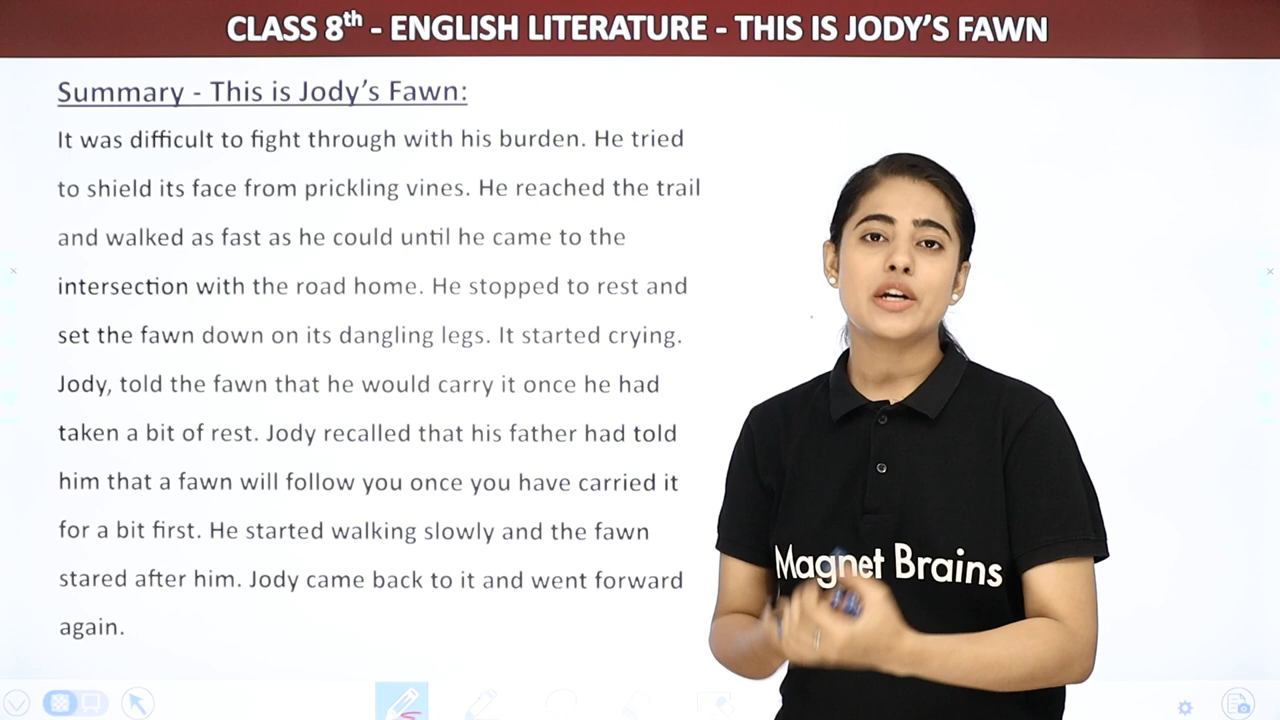 CLASS 8th - ENGLISH LITERATURE - THIS IS JODY’S FAWN
Summary - This is Jody’s Fawn:
It was difficult to fight through with his burden. He tried
to shield its face from prickling vines. He reached the trail
and walked as fast as he could until he came to the
intersection with the road home. He stopped to rest and
set the fawn down on its dangling legs. It started crying.
Jody, told the fawn that he would carry it once he had
taken a bit of rest. Jody recalled that his father had told
him that a fawn will follow you once you have carried it
for a bit first. He started walking slowly and the fawn
stared after him. Jody came back to it and went forward
again.
Magnet Brains